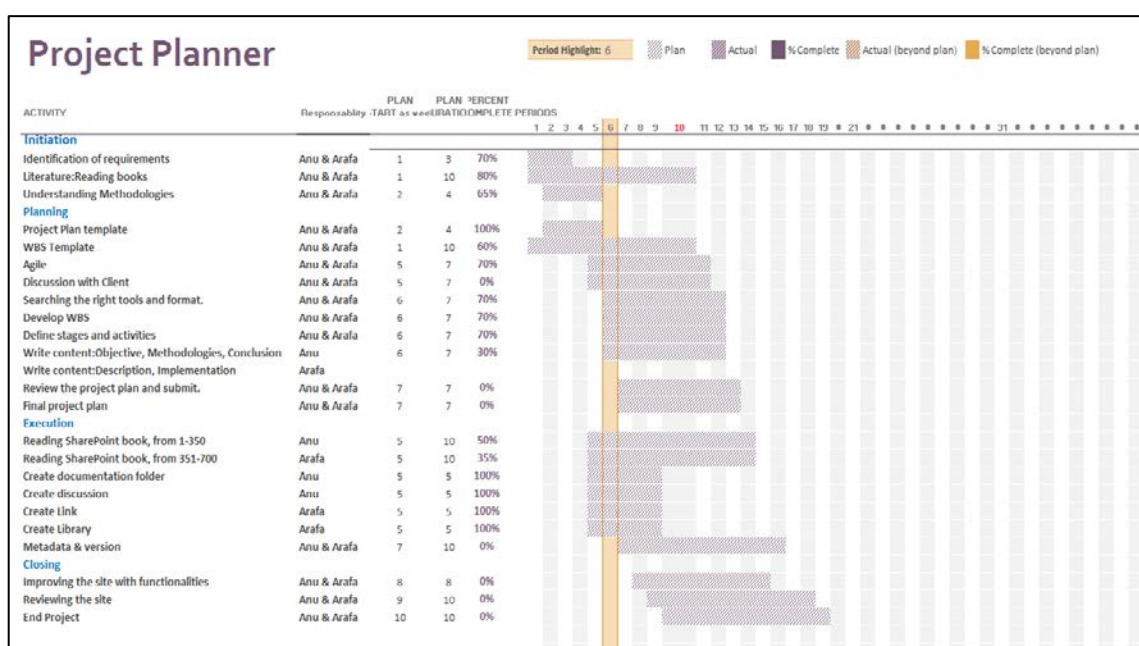 Project Planner
Period Highlight: 6 Plan Actual % Complete Actual (beyond plan) % Complete (beyond plan)
PLAN PLAN PERCENT
ACTIVITY Responsablity START as wee URATIO OMPLETE PERIODS
1 2 3 4 5 6 7 8 9 10 11 12 13 14 15 16 17 18 19 # 21 # # # # # # # # # 31 # # # # # # # # #
Initiation
Identification of requirements Anu & Arafa 1 3 70%
Literature:Reading books Anu & Arafa 1 10 80%
Understanding Methodologies Anu & Arafa 2 4 65%
Planning
Project Plan template Anu & Arafa 2 4 100%
WBS Template Anu & Arafa 1 10 60%
Agile Anu & Arafa 5 7 70%
Discussion with Client Anu & Arafa 5 7 0%
Searching the right tools and format. Anu & Arafa 6 7 70%
Develop WBS Anu & Arafa 6 7 70%
Define stages and activities Anu & Arafa 6 7 70%
Write content:Objective, Methodologies, Conclusion Anu 6 7 30%
Write content:Description, Implementation Arafa
Review the project plan and submit. Anu & Arafa 7 7 0%
Final project plan Anu & Arafa 7 7 0%
Execution
Reading SharePoint book, from 1-350 Anu 5 10 50%
Reading SharePoint book, from 351-700 Arafa 5 10 35%
Create documentation folder Anu 5 5 100%
Create discussion Anu 5 5 100%
Create Link Arafa 5 5 100%
Create Library Arafa 5 5 100%
Metadata & version Anu & Arafa 7 10 0%
Closing
Improving the site with functionalities Anu & Arafa 8 8 0%
Reviewing the site Anu & Arafa 9 10 0%
End Project Anu & Arafa 10 10 0%